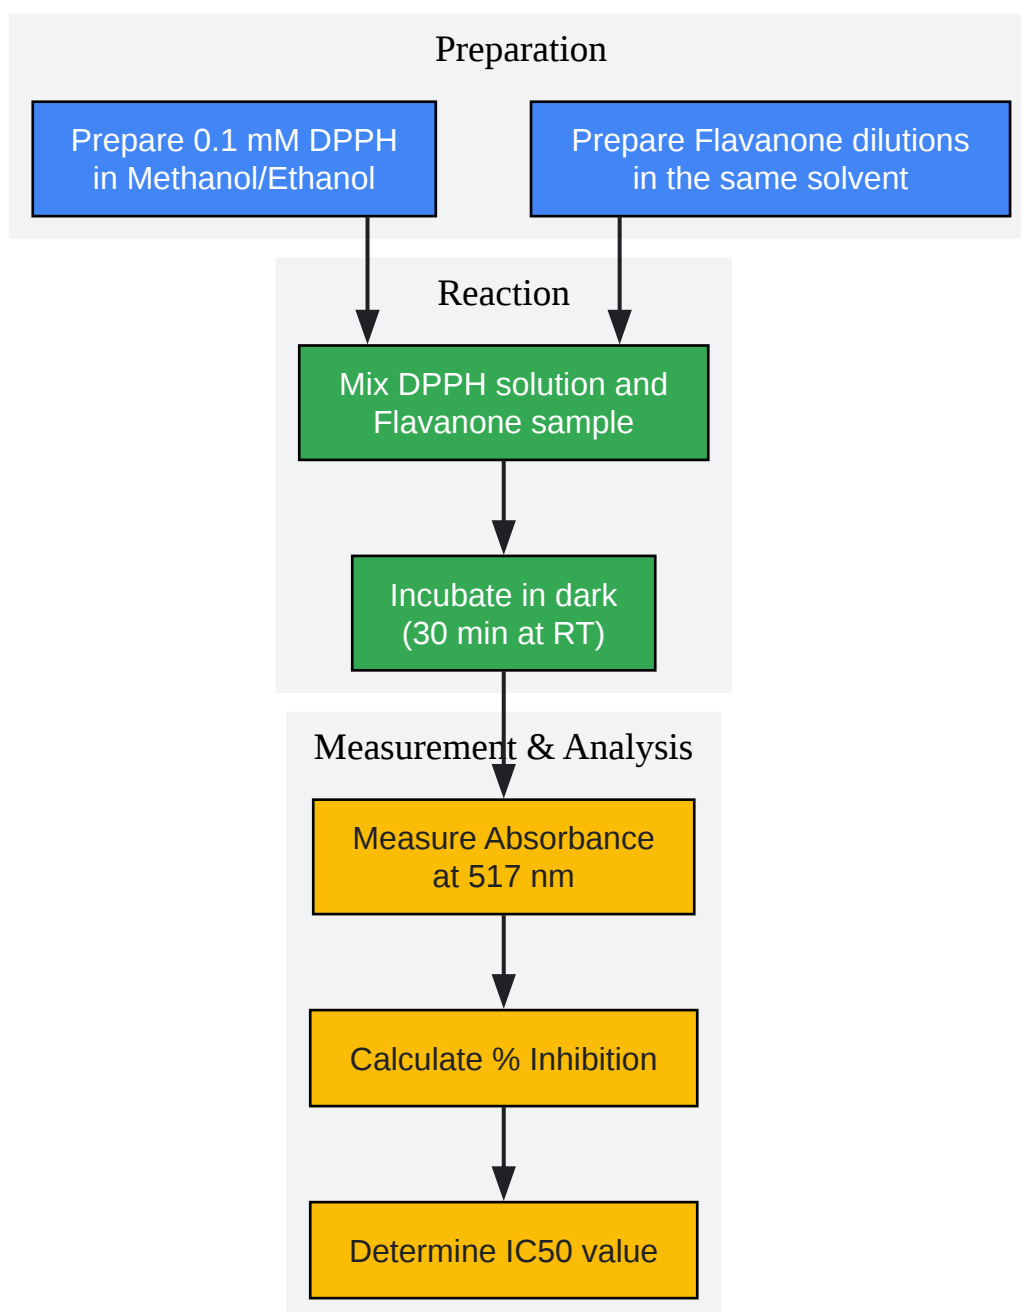 Preparation
Prepare 0.1 mM DPPH
in Methanol/Ethanol
Prepare Flavanone dilutions
in the same solvent
Reaction
Mix DPPH solution and
Flavanone sample
Incubate in dark
(30 min at RT)
Measurement & Analysis
Measure Absorbance
at 517 nm
Calculate % Inhibition
Determine IC50 value